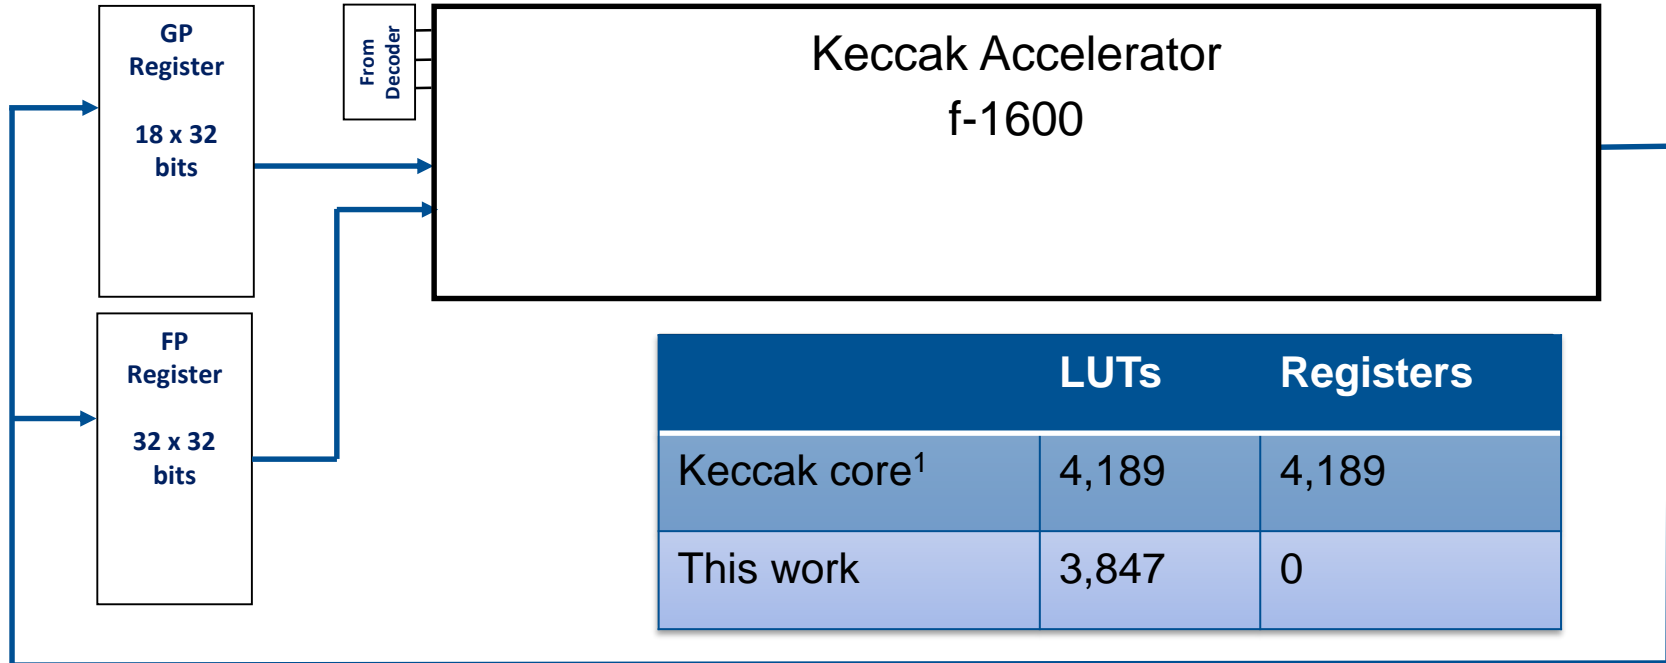 GP
Register
18 x 32
bits
From
Decoder
Keccak Accelerator
f-1600
FP
Register
32 x 32
bits
LUTs Registers
Keccak core¹ 4,189 4,189
This work 3,847 0